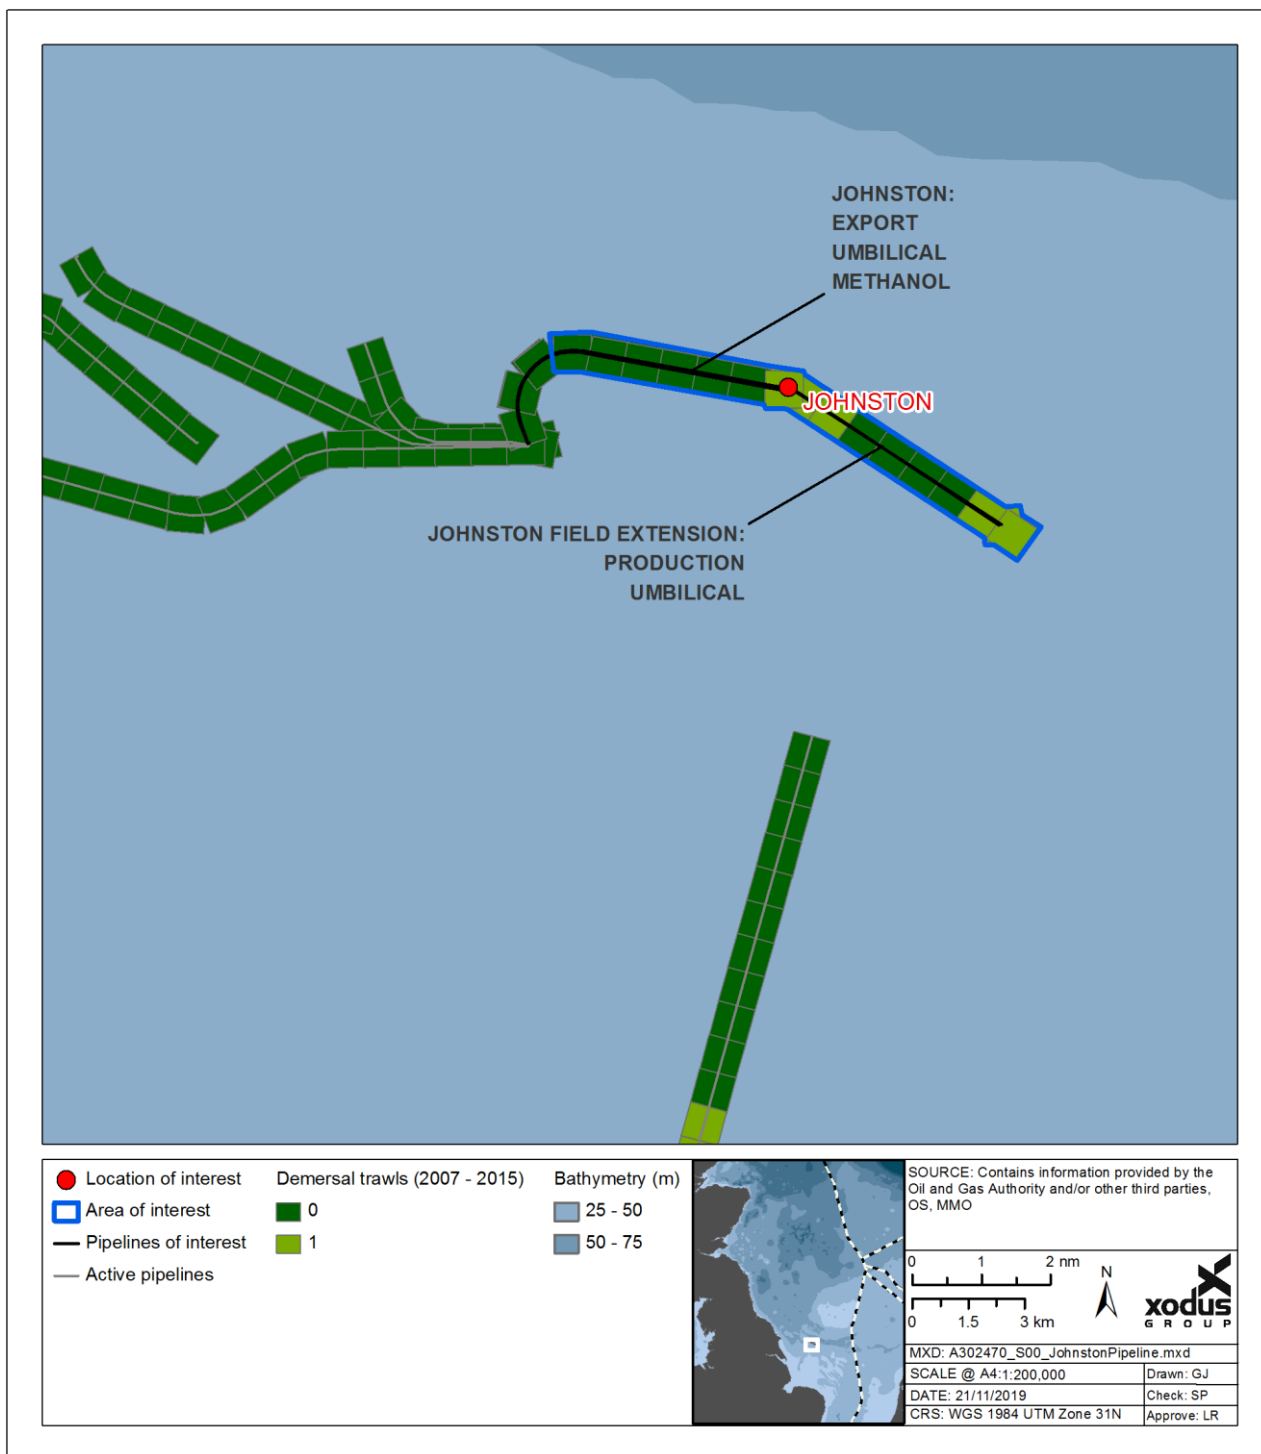 JOHNSTON:
EXPORT
UMBILICAL
METHANOL
JOHNSTON
JOHNSTON FIELD EXTENSION:
PRODUCTION
UMBILICAL
Location of interest
Area of interest
Pipelines of interest
Active pipelines
Demersal trawls (2007 - 2015)
0
1
Bathymetry (m)
25 - 50
50 - 75
SOURCE: Contains information provided by the
Oil and Gas Authority and/or other third parties,
OS, MMO
0 1 2 nm
0 1.5 3 km
N
xodus
GROUP
MXD: A302470_S00_JohnstonPipeline.mxd
SCALE @ A4:1:200,000
Drawn: GJ
DATE: 21/11/2019
Check: SP
CRS: WGS 1984 UTM Zone 31N
Approve: LR